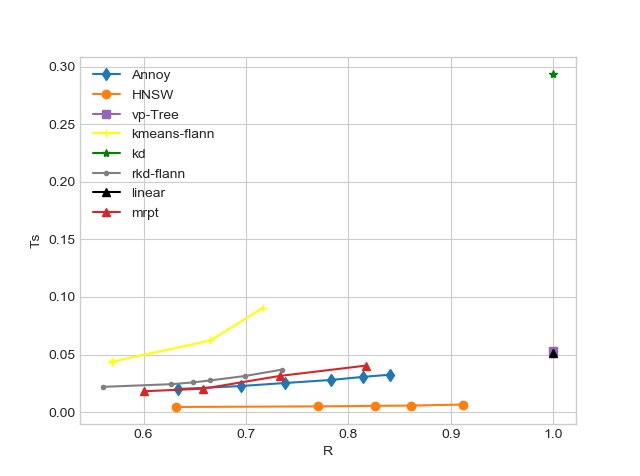 0.30
0.25
0.20
0.15
0.10
0.05
0.00
Ts
Annoy
HNSW
vp-Tree
kmeans-flann
kd
rkd-flann
linear
mrpt
0.6 0.7 0.8 0.9 1.0
R